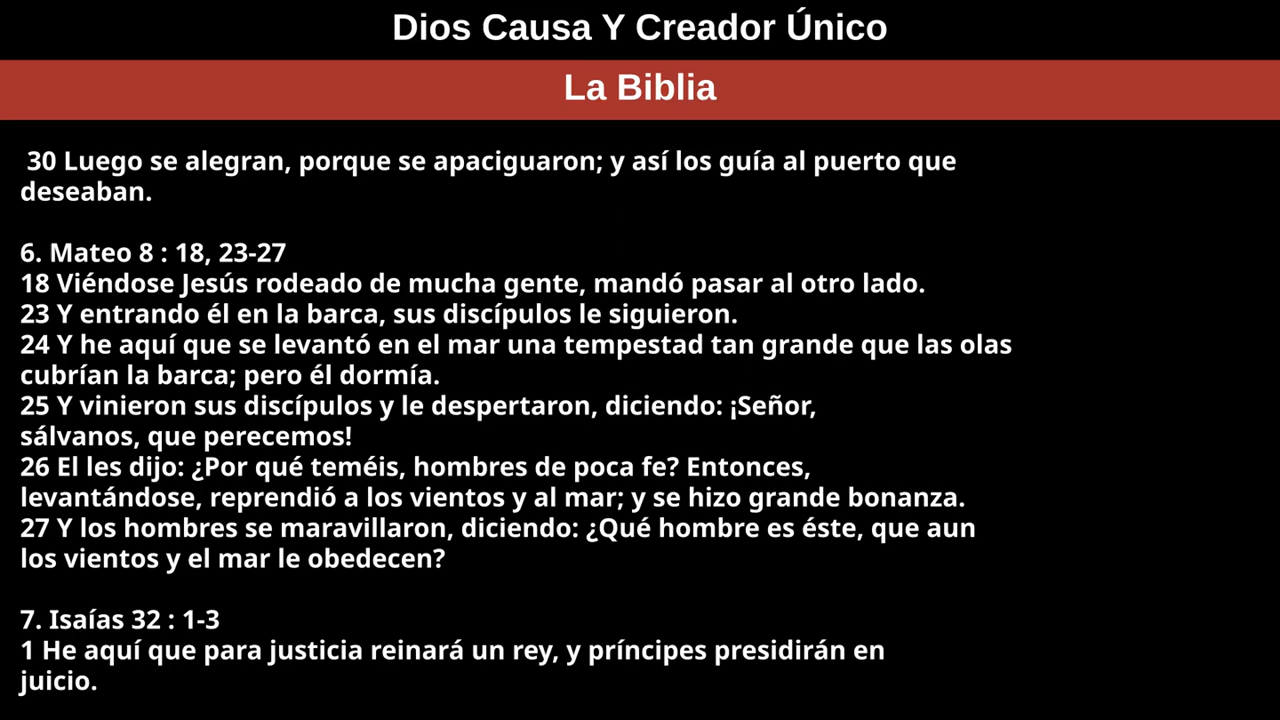 Dios Causa Y Creador Único
La Biblia
30 Luego se alegran, porque se apaciguaron; y así los guía al puerto que
deseaban.
6. Mateo 8 : 18, 23-27
18 Viéndose Jesús rodeado de mucha gente, mandó pasar al otro lado.
23 Y entrando él en la barca, sus discípulos le siguieron.
24 Y he aquí que se levantó en el mar una tempestad tan grande que las olas
cubrían la barca; pero él dormía.
25 Y vinieron sus discípulos y le despertaron, diciendo: ¡Señor,
sálvanos, que perecemos!
26 El les dijo: ¿Por qué teméis, hombres de poca fe? Entonces,
levantándose, reprendió a los vientos y al mar; y se hizo grande bonanza.
27 Y los hombres se maravillaron, diciendo: ¿Qué hombre es éste, que aun
los vientos y el mar le obedecen?
7. Isaías 32 : 1-3
1 He aquí que para justicia reinará un rey, y príncipes presidirán en
juicio.